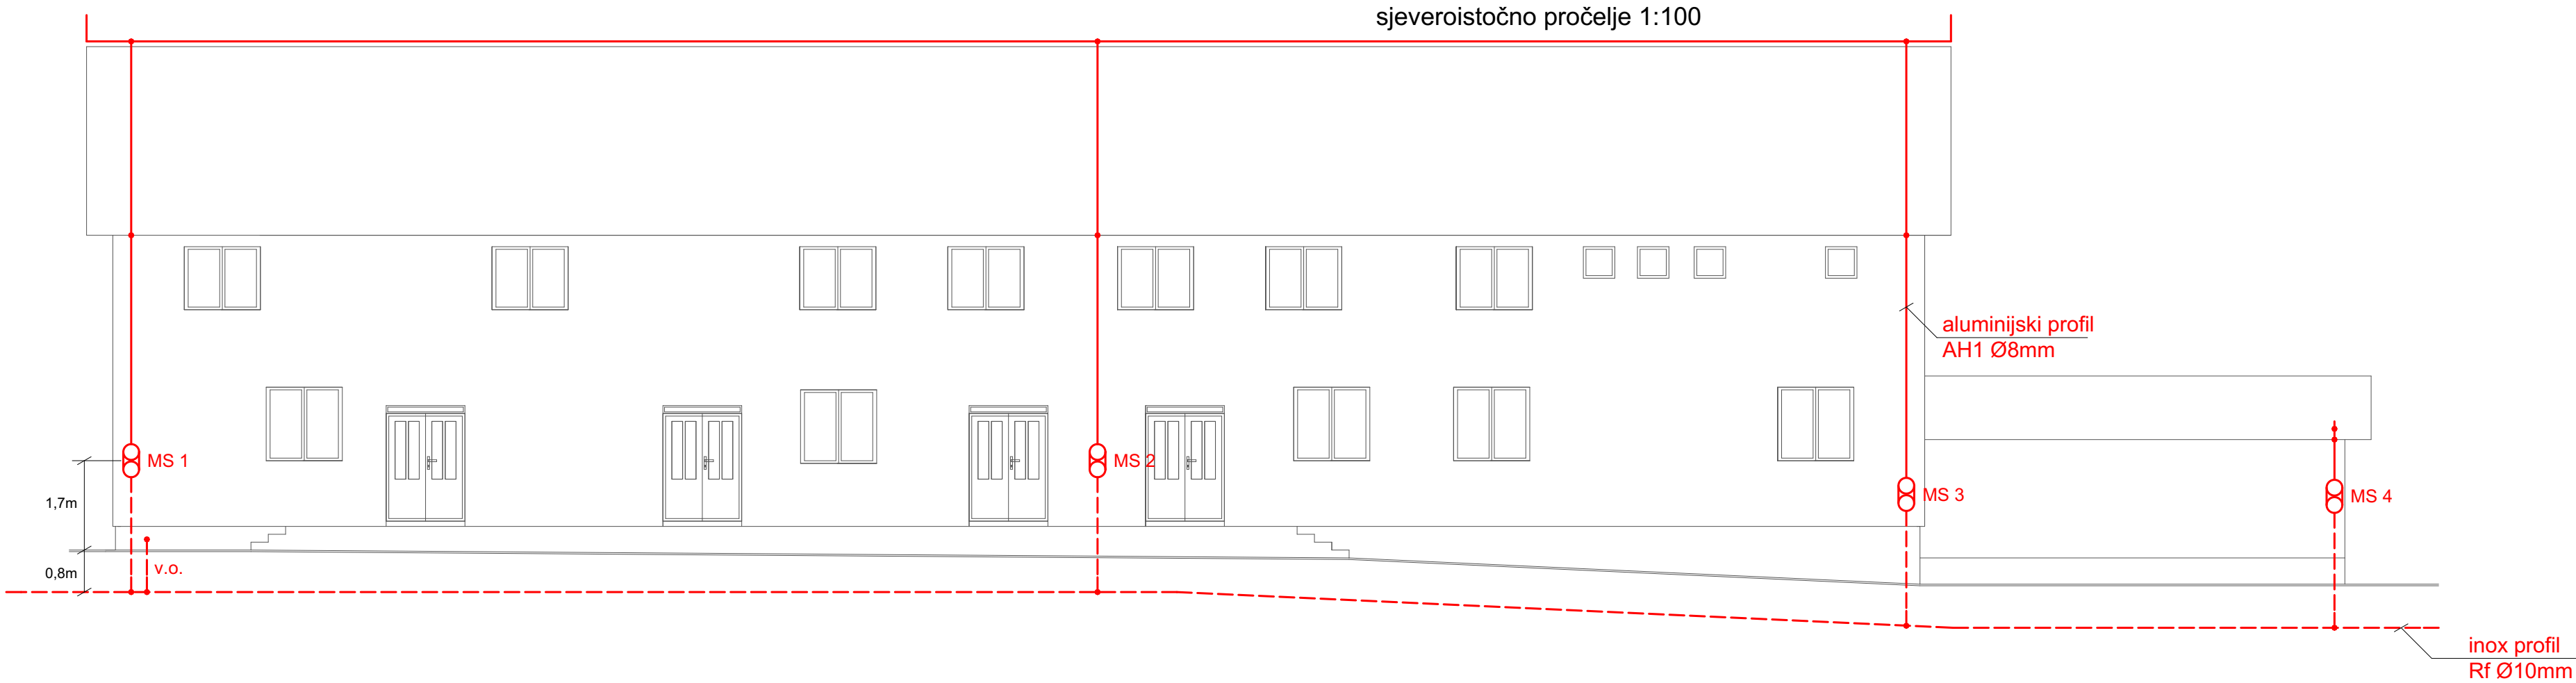 sjeveroistočno pročelje 1:100
aluminijski profil
AH1 Ø8mm
MS 1
MS 2
MS 3
MS 4
1,7m
0,8m
v.o.
inox profil
Rf Ø10mm